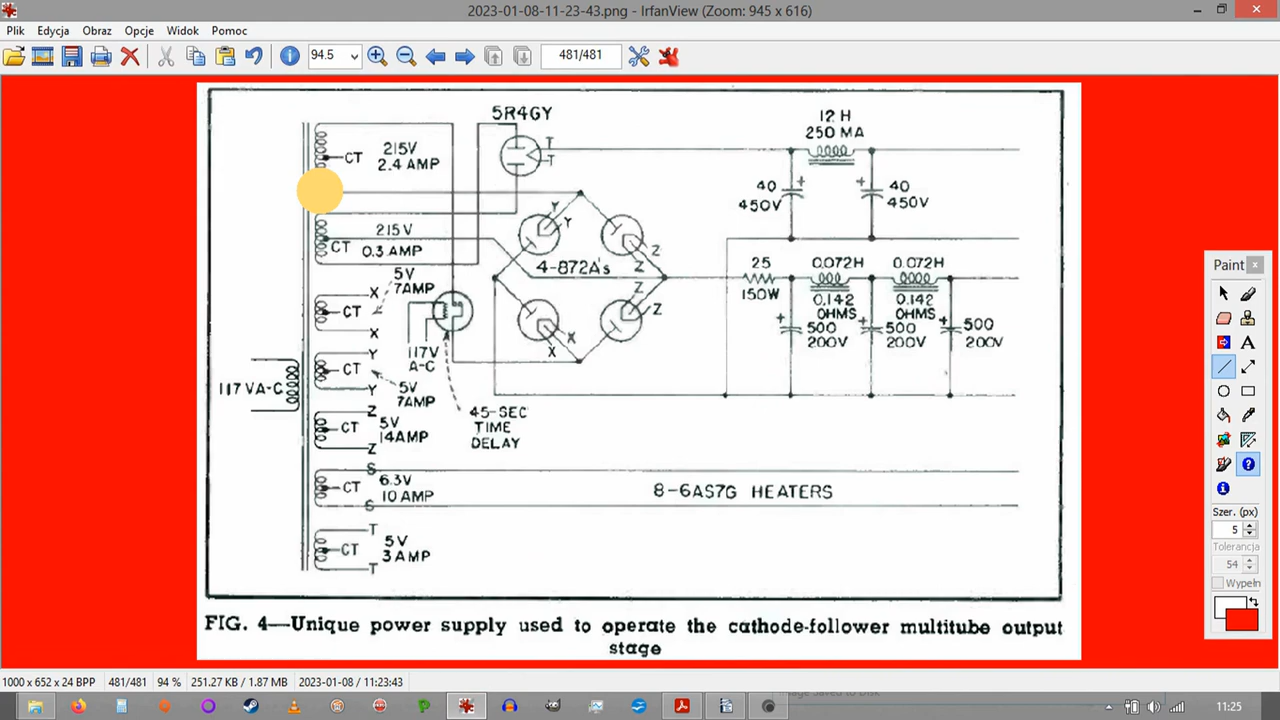 2023-01-08-11-23-43.png - IrfanView (Zoom: 945 x 616)
Plik Edycja Obraz Opcje Widok Pomoc
94.5
481/481
5R4GY
12 H
250 MA
T
T
CT
215V
2.4 AMP
40
450V
+
+
40
450V
Y
Y
215V
CT
0.3 AMP
Z
Z
4-872A's
5V
7AMP
X
CT
X
25
150W
0.072H
0.142
OHMS
0.072H
0.142
OHMS
Z
Z
+
500
200V
+
500
200V
+
500
200V
X
X
117V
A-C
Y
CT
Y
5V
7AMP
117 VA-C
45-SEC
TIME
DELAY
Z
CT
5V
14AMP
Z
S
CT
6.3V
10 AMP
S
8-6AS7G HEATERS
T
CT
5V
3 AMP
T
FIG. 4—Unique power supply used to operate the cathode-follower multitube output
stage
Paint
Szer. (px)
5
Tolerancja
54
Wypełn
1000 x 652 x 24 BPP 481/481 94 % 251.27 KB / 1.87 MB 2023-01-08 / 11:23:43
Image Saved to Disk
11:25